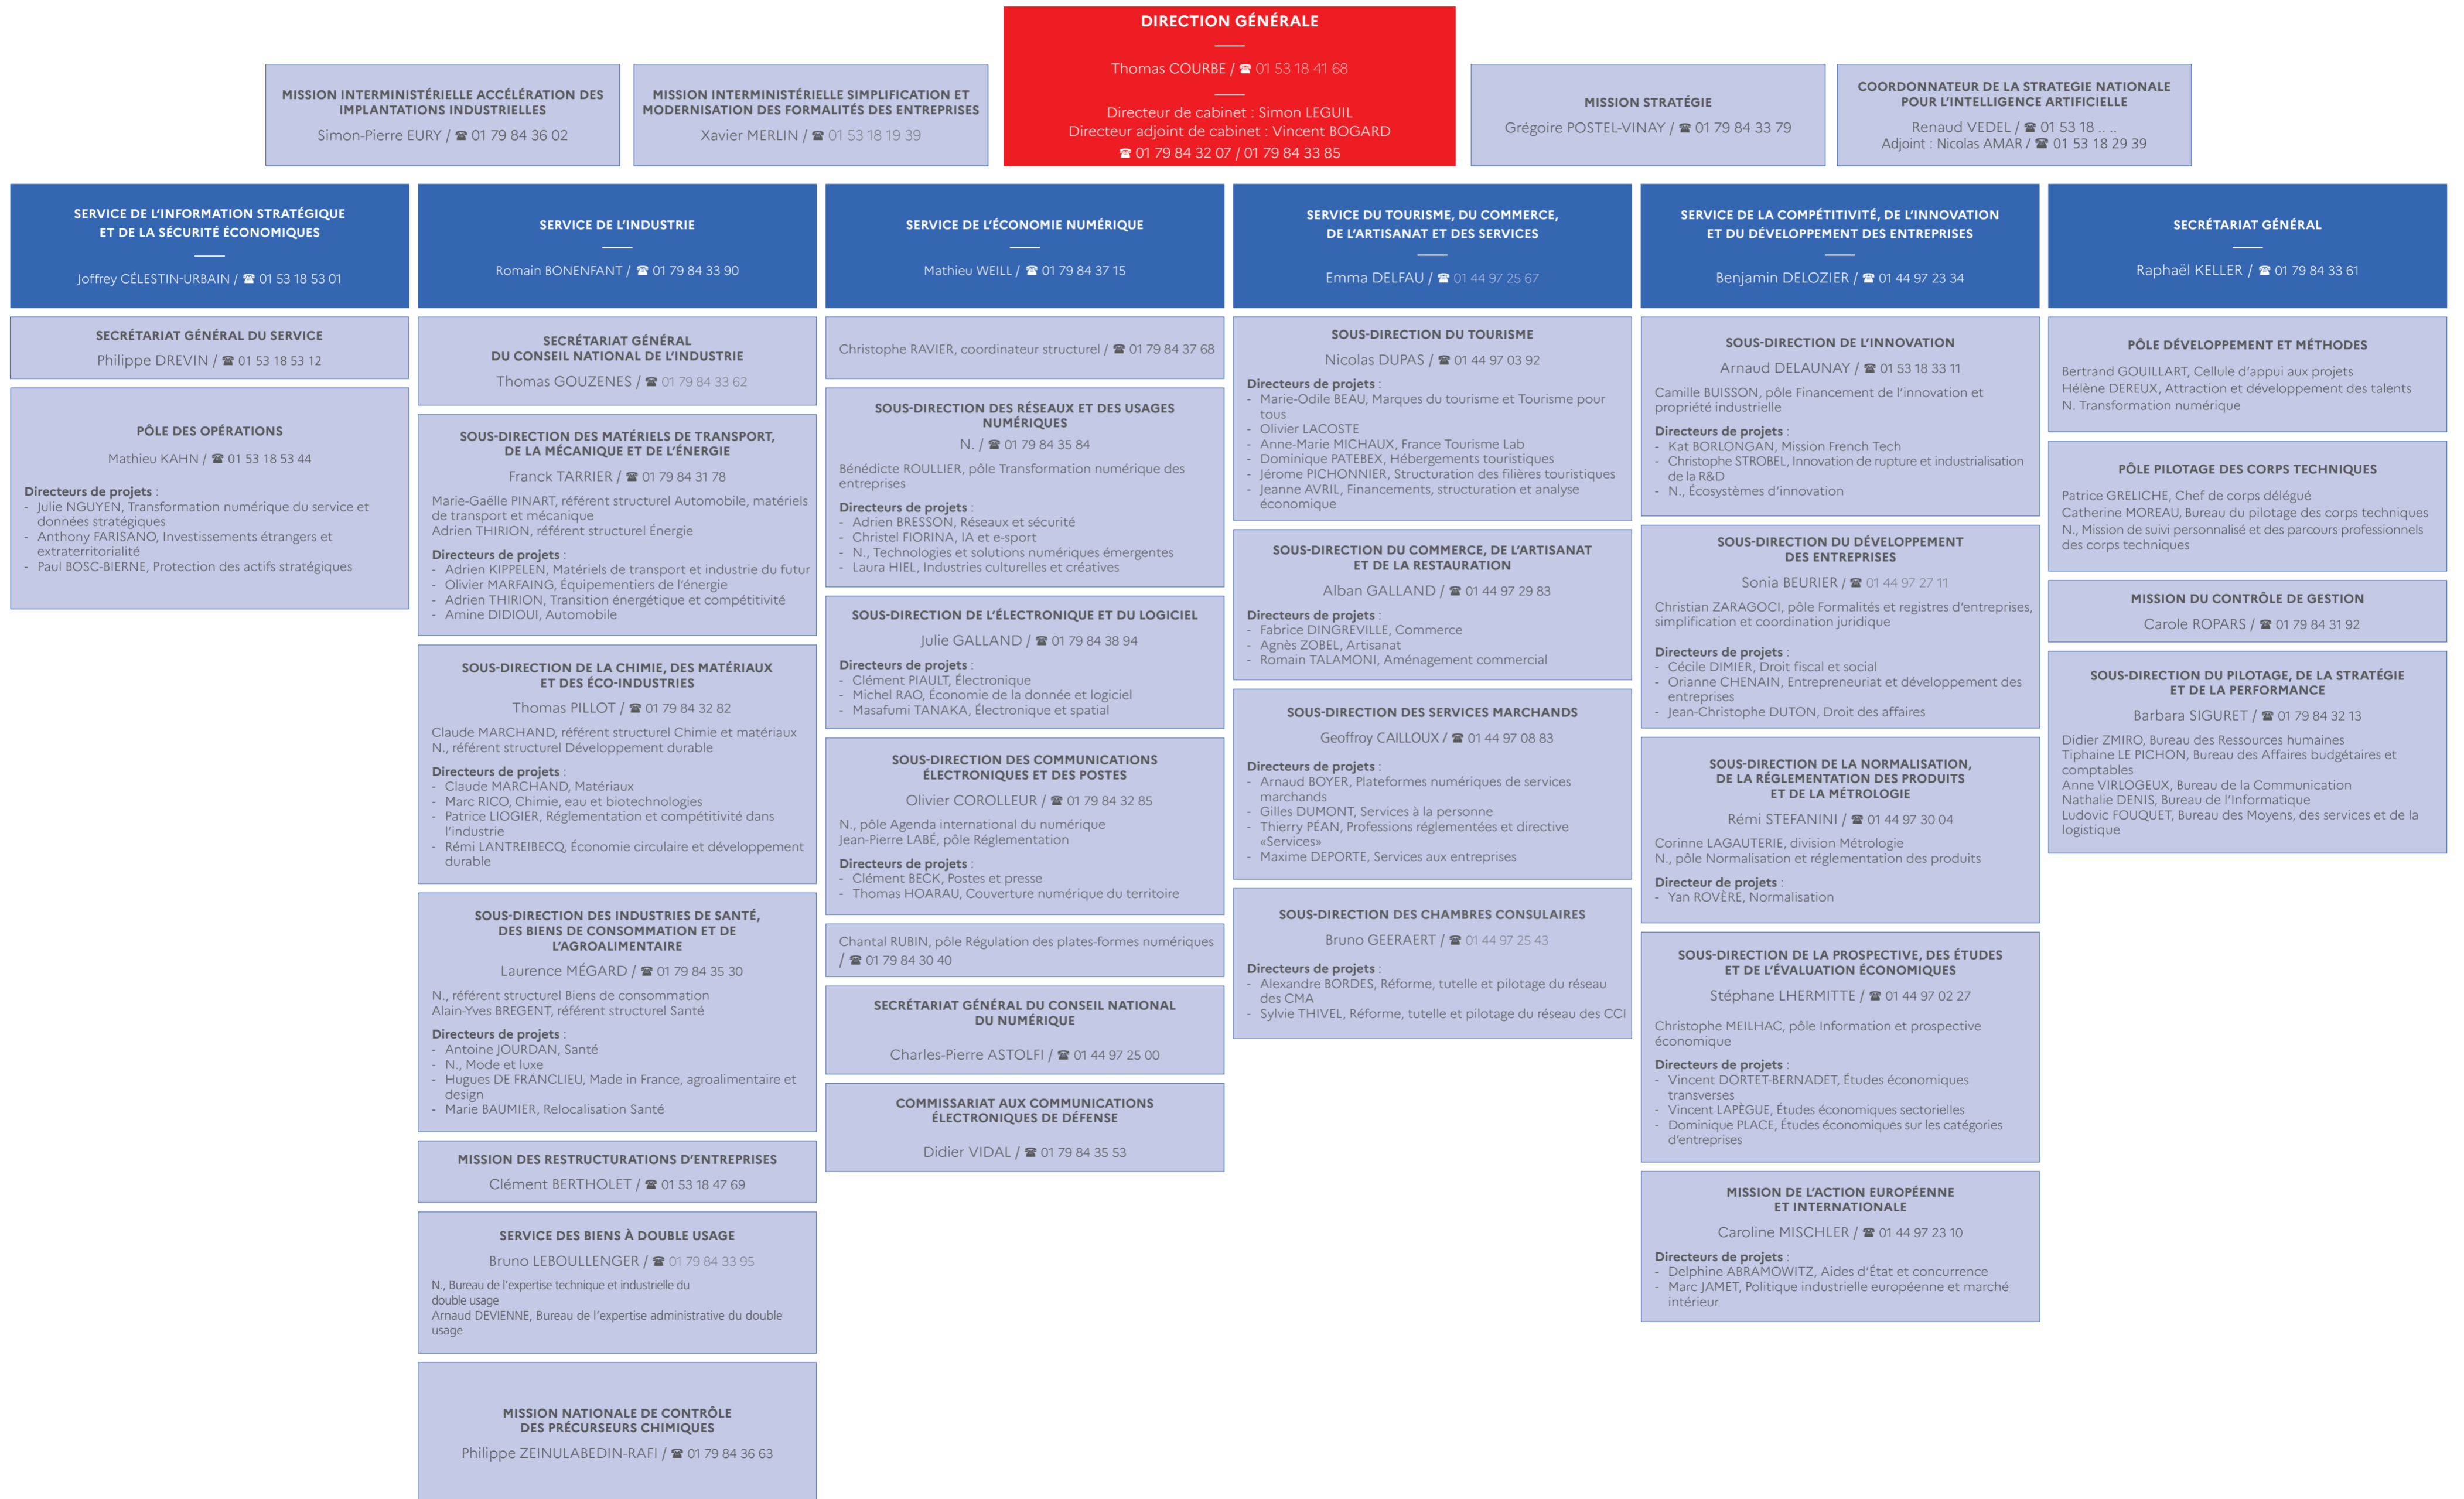 DIRECTION GÉNÉRALE
Thomas COURBE / ☎ 01 53 18 41 68
Directeur de cabinet : Simon LEGUIL
Directeur adjoint de cabinet : Vincent BOGARD
☎ 01 79 84 32 07 / 01 79 84 33 85
MISSION INTERMINISTÉRIELLE ACCÉLÉRATION DES
IMPLANTATIONS INDUSTRIELLES
Simon-Pierre EURY / ☎ 01 79 84 36 02
MISSION INTERMINISTÉRIELLE SIMPLIFICATION ET
MODERNISATION DES FORMALITÉS DES ENTREPRISES
Xavier MERLIN / ☎ 01 53 18 19 39
MISSION STRATÉGIE
Grégoire POSTEL-VINAY / ☎ 01 79 84 33 79
COORDONNATEUR DE LA STRATEGIE NATIONALE
POUR L'INTELLIGENCE ARTIFICIELLE
Renaud VEDEL / ☎ 01 53 18 .. ..
Adjoint : Nicolas AMAR / ☎ 01 53 18 29 39
SERVICE DE L'INFORMATION STRATÉGIQUE
ET DE LA SÉCURITÉ ÉCONOMIQUES
Joffrey CÉLESTIN-URBAIN / ☎ 01 53 18 53 01
SECRÉTARIAT GÉNÉRAL DU SERVICE
Philippe DREVIN / ☎ 01 53 18 53 12
PÔLE DES OPÉRATIONS
Mathieu KAHN / ☎ 01 53 18 53 44
Directeurs de projets :
- Julie NGUYEN, Transformation numérique du service et
données stratégiques
- Anthony FARISANO, Investissements étrangers et
extraterritorialité
- Paul BOSC-BIERNE, Protection des actifs stratégiques
SERVICE DE L'INDUSTRIE
Romain BONENFANT / ☎ 01 79 84 33 90
SECRÉTARIAT GÉNÉRAL
DU CONSEIL NATIONAL DE L'INDUSTRIE
Thomas GOUZENES / ☎ 01 79 84 33 62
SOUS-DIRECTION DES MATÉRIELS DE TRANSPORT,
DE LA MÉCANIQUE ET DE L'ÉNERGIE
Franck TARRIER / ☎ 01 79 84 31 78
Marie-Gaëlle PINART, référent structurel Automobile, matériels
de transport et mécanique
Adrien THIRION, référent structurel Énergie
Directeurs de projets :
- Adrien KIPPELEN, Matériels de transport et industrie du futur
- Olivier MARFAING, Équipementiers de l'énergie
- Adrien THIRION, Transition énergétique et compétitivité
- Amine DIDIOUI, Automobile
SOUS-DIRECTION DE LA CHIMIE, DES MATÉRIAUX
ET DES ÉCO-INDUSTRIES
Thomas PILLOT / ☎ 01 79 84 32 82
Claude MARCHAND, référent structurel Chimie et matériaux
N., référent structurel Développement durable
Directeurs de projets :
- Claude MARCHAND, Matériaux
- Marc RICO, Chimie, eau et biotechnologies
- Patrice LIOGIER, Réglementation et compétitivité dans
l'industrie
- Rémi LANTREIBECQ, Économie circulaire et développement
durable
SOUS-DIRECTION DES INDUSTRIES DE SANTÉ,
DES BIENS DE CONSOMMATION ET DE
L'AGROALIMENTAIRE
Laurence MÉGARD / ☎ 01 79 84 35 30
N., référent structurel Biens de consommation
Alain-Yves BREGENT, référent structurel Santé
Directeurs de projets :
- Antoine JOURDAN, Santé
- N., Mode et luxe
- Hugues DE FRANCLIEU, Made in France, agroalimentaire et
design
- Marie BAUMIER, Relocalisation Santé
MISSION DES RESTRUCTURATIONS D'ENTREPRISES
Clément BERTHOLET / ☎ 01 53 18 47 69
SERVICE DES BIENS À DOUBLE USAGE
Bruno LEBOULLENGER / ☎ 01 79 84 33 95
N., Bureau de l'expertise technique et industrielle du
double usage
Arnaud DEVIENNE, Bureau de l'expertise administrative du double
usage
MISSION NATIONALE DE CONTRÔLE
DES PRÉCURSEURS CHIMIQUES
Philippe ZEINULABEDIN-RAFI / ☎ 01 79 84 36 63
SERVICE DE L'ÉCONOMIE NUMÉRIQUE
Mathieu WEILL / ☎ 01 79 84 37 15
Christophe RAVIER, coordinateur structurel / ☎ 01 79 84 37 68
SOUS-DIRECTION DES RÉSEAUX ET DES USAGES
NUMÉRIQUES
N. / ☎ 01 79 84 35 84
Bénédicte ROULLIER, pôle Transformation numérique des
entreprises
Directeurs de projets :
- Adrien BRESSON, Réseaux et sécurité
- Christel FIORINA, IA et e-sport
- N., Technologies et solutions numériques émergentes
- Laura HIEL, Industries culturelles et créatives
SOUS-DIRECTION DE L'ÉLECTRONIQUE ET DU LOGICIEL
Julie GALLAND / ☎ 01 79 84 38 94
Directeurs de projets :
- Clément PIAULT, Électronique
- Michel RAO, Économie de la donnée et logiciel
- Masafumi TANAKA, Électronique et spatial
SOUS-DIRECTION DES COMMUNICATIONS
ÉLECTRONIQUES ET DES POSTES
Olivier COROLLEUR / ☎ 01 79 84 32 85
N., pôle Agenda international du numérique
Jean-Pierre LABÉ, pôle Réglementation
Directeurs de projets :
- Clément BECK, Postes et presse
- Thomas HOARAU, Couverture numérique du territoire
Chantal RUBIN, pôle Régulation des plates-formes numériques
/ ☎ 01 79 84 30 40
SECRÉTARIAT GÉNÉRAL DU CONSEIL NATIONAL
DU NUMÉRIQUE
Charles-Pierre ASTOLFI / ☎ 01 44 97 25 00
COMMISSARIAT AUX COMMUNICATIONS
ÉLECTRONIQUES DE DÉFENSE
Didier VIDAL / ☎ 01 79 84 35 53
SERVICE DU TOURISME, DU COMMERCE,
DE L'ARTISANAT ET DES SERVICES
Emma DELFAU / ☎ 01 44 97 25 67
SOUS-DIRECTION DU TOURISME
Nicolas DUPAS / ☎ 01 44 97 03 92
Directeurs de projets :
- Marie-Odile BEAU, Marques du tourisme et Tourisme pour
tous
- Olivier LACOSTE
- Anne-Marie MICHAUX, France Tourisme Lab
- Dominique PATEBEX, Hébergements touristiques
- Jérome PICHONNIER, Structuration des filières touristiques
- Jeanne AVRIL, Financements, structuration et analyse
économique
SOUS-DIRECTION DU COMMERCE, DE L'ARTISANAT
ET DE LA RESTAURATION
Alban GALLAND / ☎ 01 44 97 29 83
Directeurs de projets :
- Fabrice DINGREVILLE, Commerce
- Agnès ZOBEL, Artisanat
- Romain TALAMONI, Aménagement commercial
SOUS-DIRECTION DES SERVICES MARCHANDS
Geoffroy CAILLOUX / ☎ 01 44 97 08 83
Directeurs de projets :
- Arnaud BOYER, Plateformes numériques de services
marchands
- Gilles DUMONT, Services à la personne
- Thierry PÉAN, Professions réglementées et directive
«Services»
- Maxime DEPORTE, Services aux entreprises
SOUS-DIRECTION DES CHAMBRES CONSULAIRES
Bruno GEERAERT / ☎ 01 44 97 25 43
Directeurs de projets :
- Alexandre BORDES, Réforme, tutelle et pilotage du réseau
des CMA
- Sylvie THIVEL, Réforme, tutelle et pilotage du réseau des CCI
SERVICE DE LA COMPÉTITIVITÉ, DE L'INNOVATION
ET DU DÉVELOPPEMENT DES ENTREPRISES
Benjamin DELOZIER / ☎ 01 44 97 23 34
SOUS-DIRECTION DE L'INNOVATION
Arnaud DELAUNAY / ☎ 01 53 18 33 11
Camille BUISSON, pôle Financement de l'innovation et
propriété industrielle
Directeurs de projets :
- Kat BORLONGAN, Mission French Tech
- Christophe STROBEL, Innovation de rupture et industrialisation
de la R&D
- N., Écosystèmes d'innovation
SOUS-DIRECTION DU DÉVELOPPEMENT
DES ENTREPRISES
Sonia BEURIER / ☎ 01 44 97 27 11
Christian ZARAGOCI, pôle Formalités et registres d'entreprises,
simplification et coordination juridique
Directeurs de projets :
- Cécile DIMIER, Droit fiscal et social
- Orianne CHENAIN, Entrepreneuriat et développement des
entreprises
- Jean-Christophe DUTON, Droit des affaires
SOUS-DIRECTION DE LA NORMALISATION,
DE LA RÉGLEMENTATION DES PRODUITS
ET DE LA MÉTROLOGIE
Rémi STEFANINI / ☎ 01 44 97 30 04
Corinne LAGAUTERIE, division Métrologie
N., pôle Normalisation et réglementation des produits
Directeur de projets :
- Yan ROVÈRE, Normalisation
SOUS-DIRECTION DE LA PROSPECTIVE, DES ÉTUDES
ET DE L'ÉVALUATION ÉCONOMIQUES
Stéphane LHERMITTE / ☎ 01 44 97 02 27
Christophe MEILHAC, pôle Information et prospective
économique
Directeurs de projets :
- Vincent DORTET-BERNADET, Études économiques
transverses
- Vincent LAPÈGUE, Études économiques sectorielles
- Dominique PLACE, Études économiques sur les catégories
d'entreprises
MISSION DE L'ACTION EUROPÉENNE
ET INTERNATIONALE
Caroline MISCHLER / ☎ 01 44 97 23 10
Directeurs de projets :
- Delphine ABRAMOWITZ, Aides d'État et concurrence
- Marc JAMET, Politique industrielle européenne et marché
intérieur
SECRÉTARIAT GÉNÉRAL
Raphaël KELLER / ☎ 01 79 84 33 61
PÔLE DÉVELOPPEMENT ET MÉTHODES
Bertrand GOUILLART, Cellule d'appui aux projets
Hélène DEREUX, Attraction et développement des talents
N. Transformation numérique
PÔLE PILOTAGE DES CORPS TECHNIQUES
Patrice GRELICHE, Chef de corps délégué
Catherine MOREAU, Bureau du pilotage des corps techniques
N., Mission de suivi personnalisé et des parcours professionnels
des corps techniques
MISSION DU CONTRÔLE DE GESTION
Carole ROPARS / ☎ 01 79 84 31 92
SOUS-DIRECTION DU PILOTAGE, DE LA STRATÉGIE
ET DE LA PERFORMANCE
Barbara SIGURET / ☎ 01 79 84 32 13
Didier ZMIRO, Bureau des Ressources humaines
Tiphaine LE PICHON, Bureau des Affaires budgétaires et
comptables
Anne VIRLOGEUX, Bureau de la Communication
Nathalie DENIS, Bureau de l'Informatique
Ludovic FOUQUET, Bureau des Moyens, des services et de la
logistique